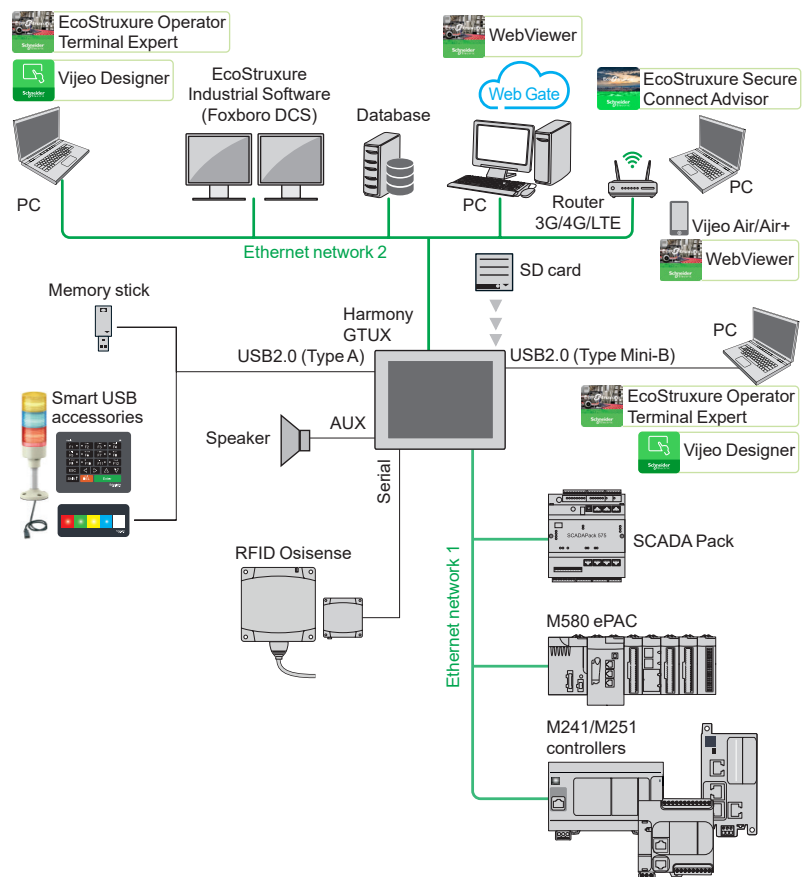 EcoStruxure Operator
Terminal Expert
Vijeo Designer
EcoStruxure
Industrial Software
(Foxboro DCS)
Database
WebViewer
Web Gate
EcoStruxure Secure
Connect Advisor
PC
PC
Router
3G/4G/LTE
PC
Vijeo Air/Air+
WebViewer
Ethernet network 2
SD card
Memory stick
Harmony
GTUX
USB2.0 (Type A)
USB2.0 (Type Mini-B)
PC
Smart USB
accessories
Speaker
AUX
Serial
EcoStruxure Operator
Terminal Expert
Vijeo Designer
SCADAPack 575
SCADA Pack
RFID Osisense
Ethernet network 1
M580 ePAC
M241/M251
controllers